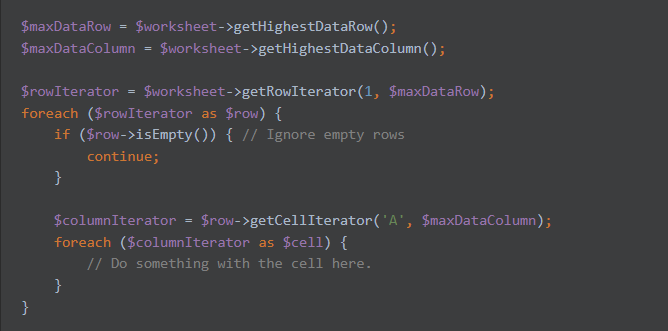 $maxDataRow = $worksheet->getHighestDataRow();
$maxDataColumn = $worksheet->getHighestDataColumn();

$rowIterator = $worksheet->getRowIterator(1, $maxDataRow);
foreach ($rowIterator as $row) {
    if ($row->isEmpty()) { // Ignore empty rows
        continue;
    }

    $columnIterator = $row->getCellIterator('A', $maxDataColumn);
    foreach ($columnIterator as $cell) {
        // Do something with the cell here.
    }
}